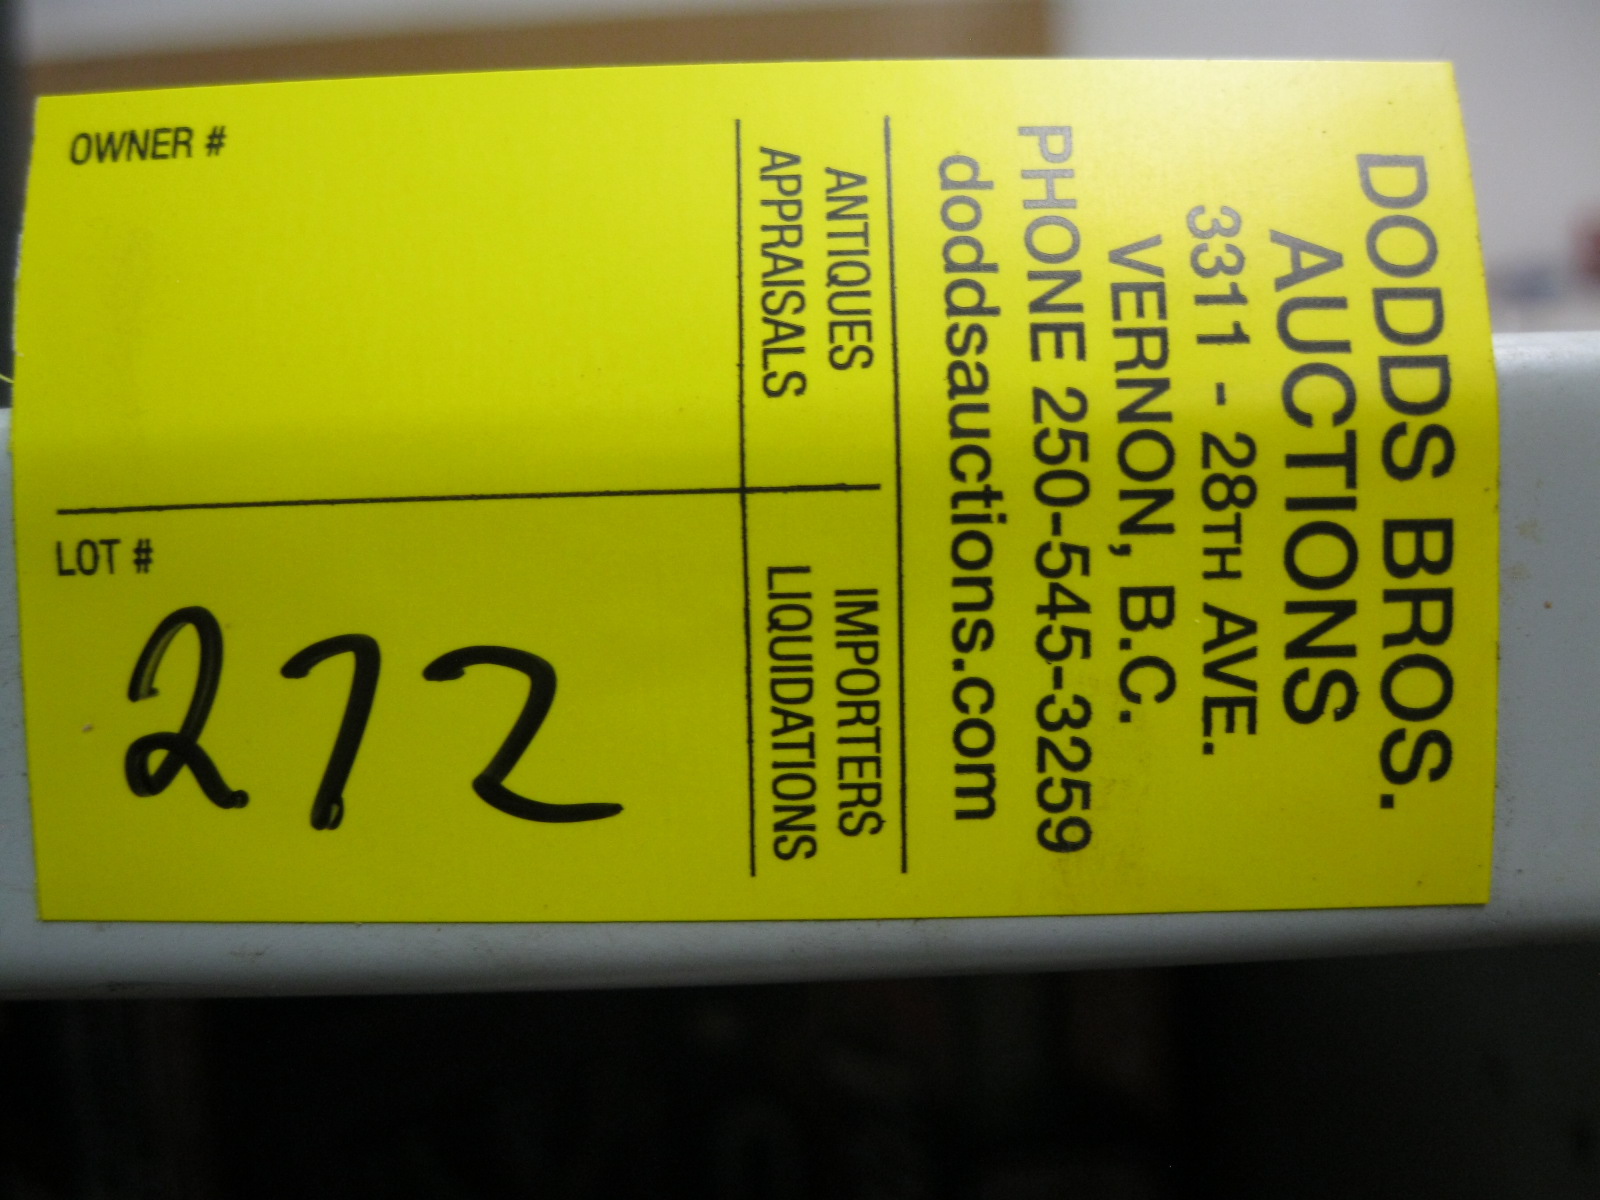 DODDS BROS.
AUCTIONS
3311 - 28TH AVE.
VERNON, B.C.
PHONE 250-545-3259
doddsauctions.com
ANTIQUES IMPORTERS
APPRAISALS LIQUIDATIONS
OWNER #
LOT #
272